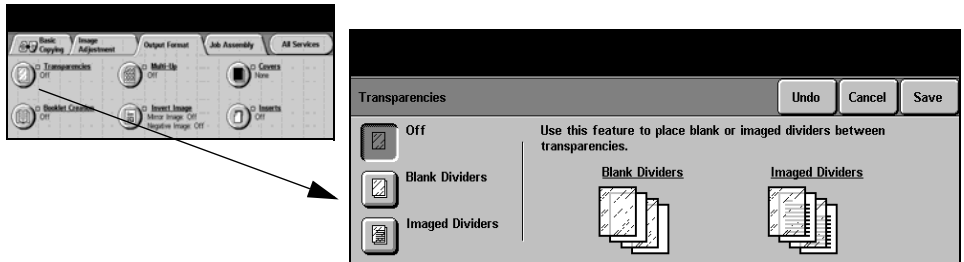 Basic Copying
Image Adjustment
Output Format
Job Assembly
All Services
Transparencies
Off
Multi-Up
Off
Covers
None
Booklet Creation
Off
Invert Image
Mirror Image: Off
Negative Image: Off
Inserts
Off
Transparencies
Undo
Cancel
Save
Off
Blank Dividers
Imaged Dividers
Use this feature to place blank or imaged dividers between
transparencies.
Blank Dividers
Imaged Dividers